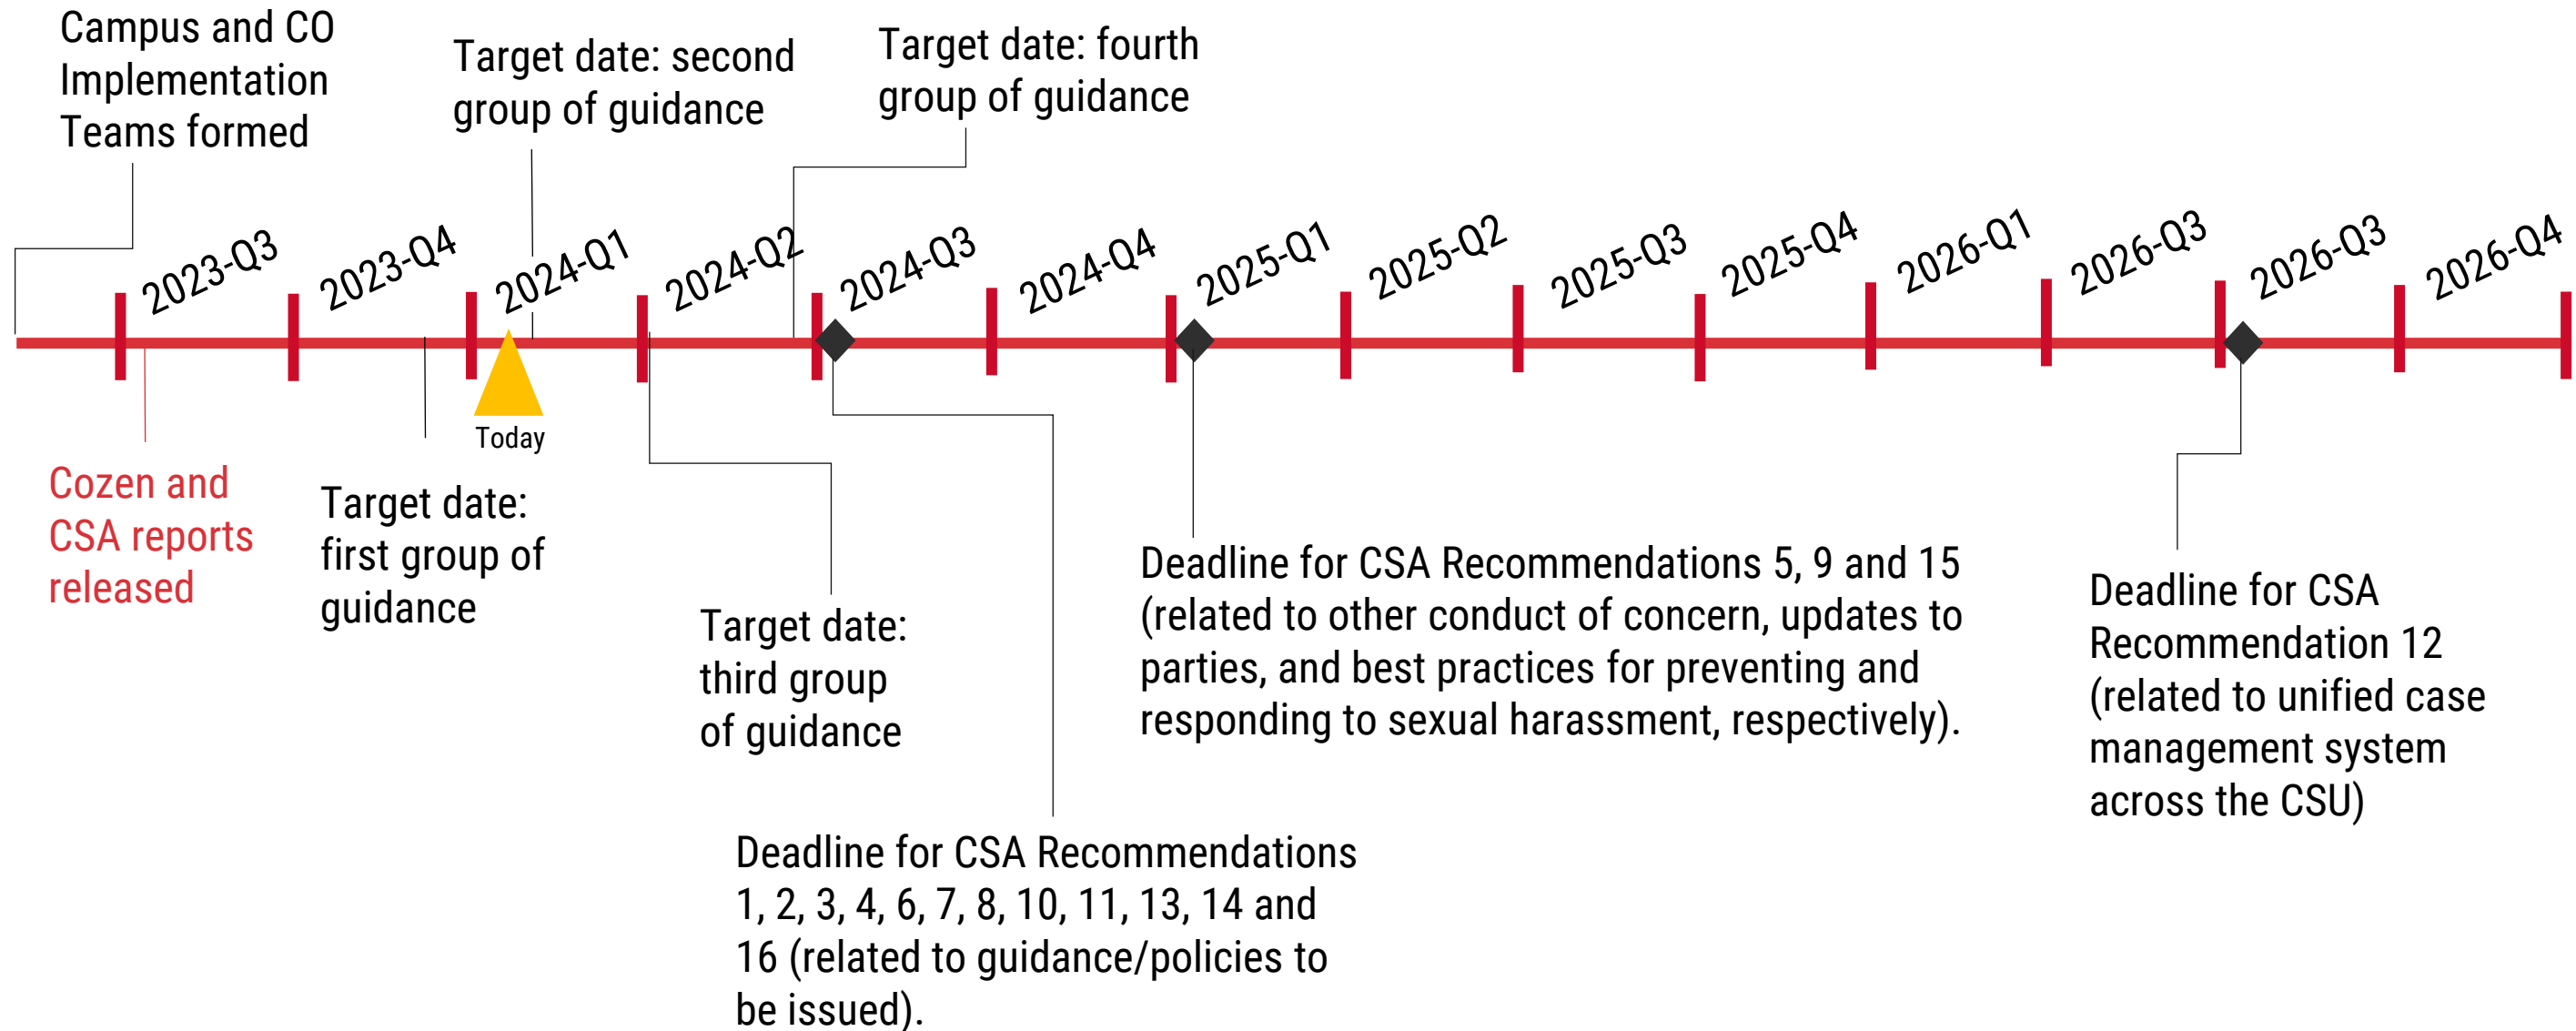 Campus and CO
Implementation
Teams formed
Target date: second
group of guidance
Target date: fourth
group of guidance
2023-Q3
2023-Q4
2024-Q1
2024-Q2
2024-Q3
2024-Q4
2025-Q1
2025-Q2
2025-Q3
2025-Q4
2026-Q1
2026-Q3
2026-Q3
2026-Q4
Today
Cozen and
CSA reports
released
Target date:
first group of
guidance
Target date:
third group
of guidance
Deadline for CSA Recommendations
1, 2, 3, 4, 6, 7, 8, 10, 11, 13, 14 and
16 (related to guidance/policies to
be issued).
Deadline for CSA Recommendations 5, 9 and 15
(related to other conduct of concern, updates to
parties, and best practices for preventing and
responding to sexual harassment, respectively).
Deadline for CSA
Recommendation 12
(related to unified case
management system
across the CSU)